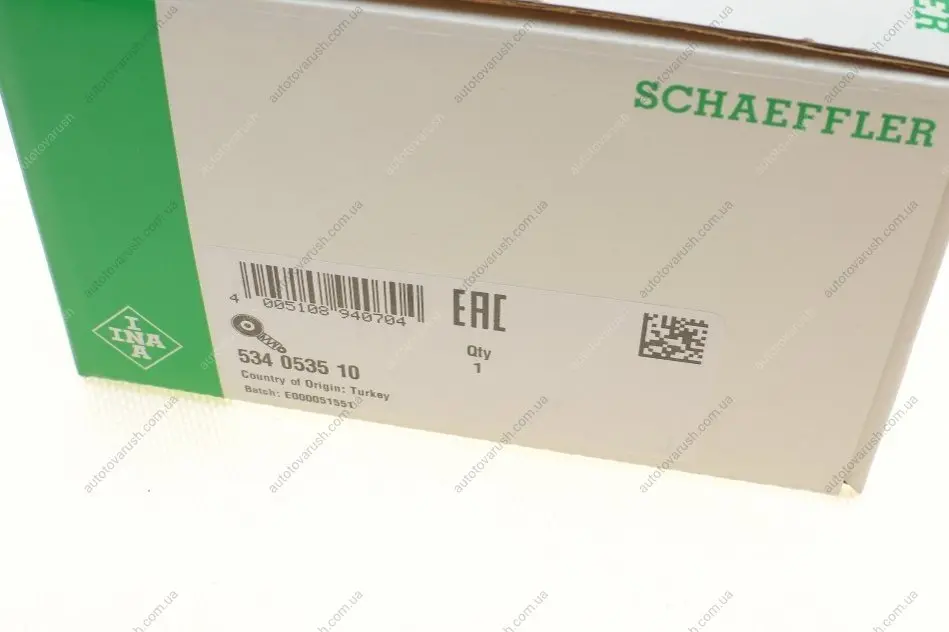 ER
SCHAEFFLER
4 005108 940704
EAC
534 0535 10
Qty
1
Country of Origin: Turkey
Batch: E000051551
I
INA
A
autotovarush.com.ua